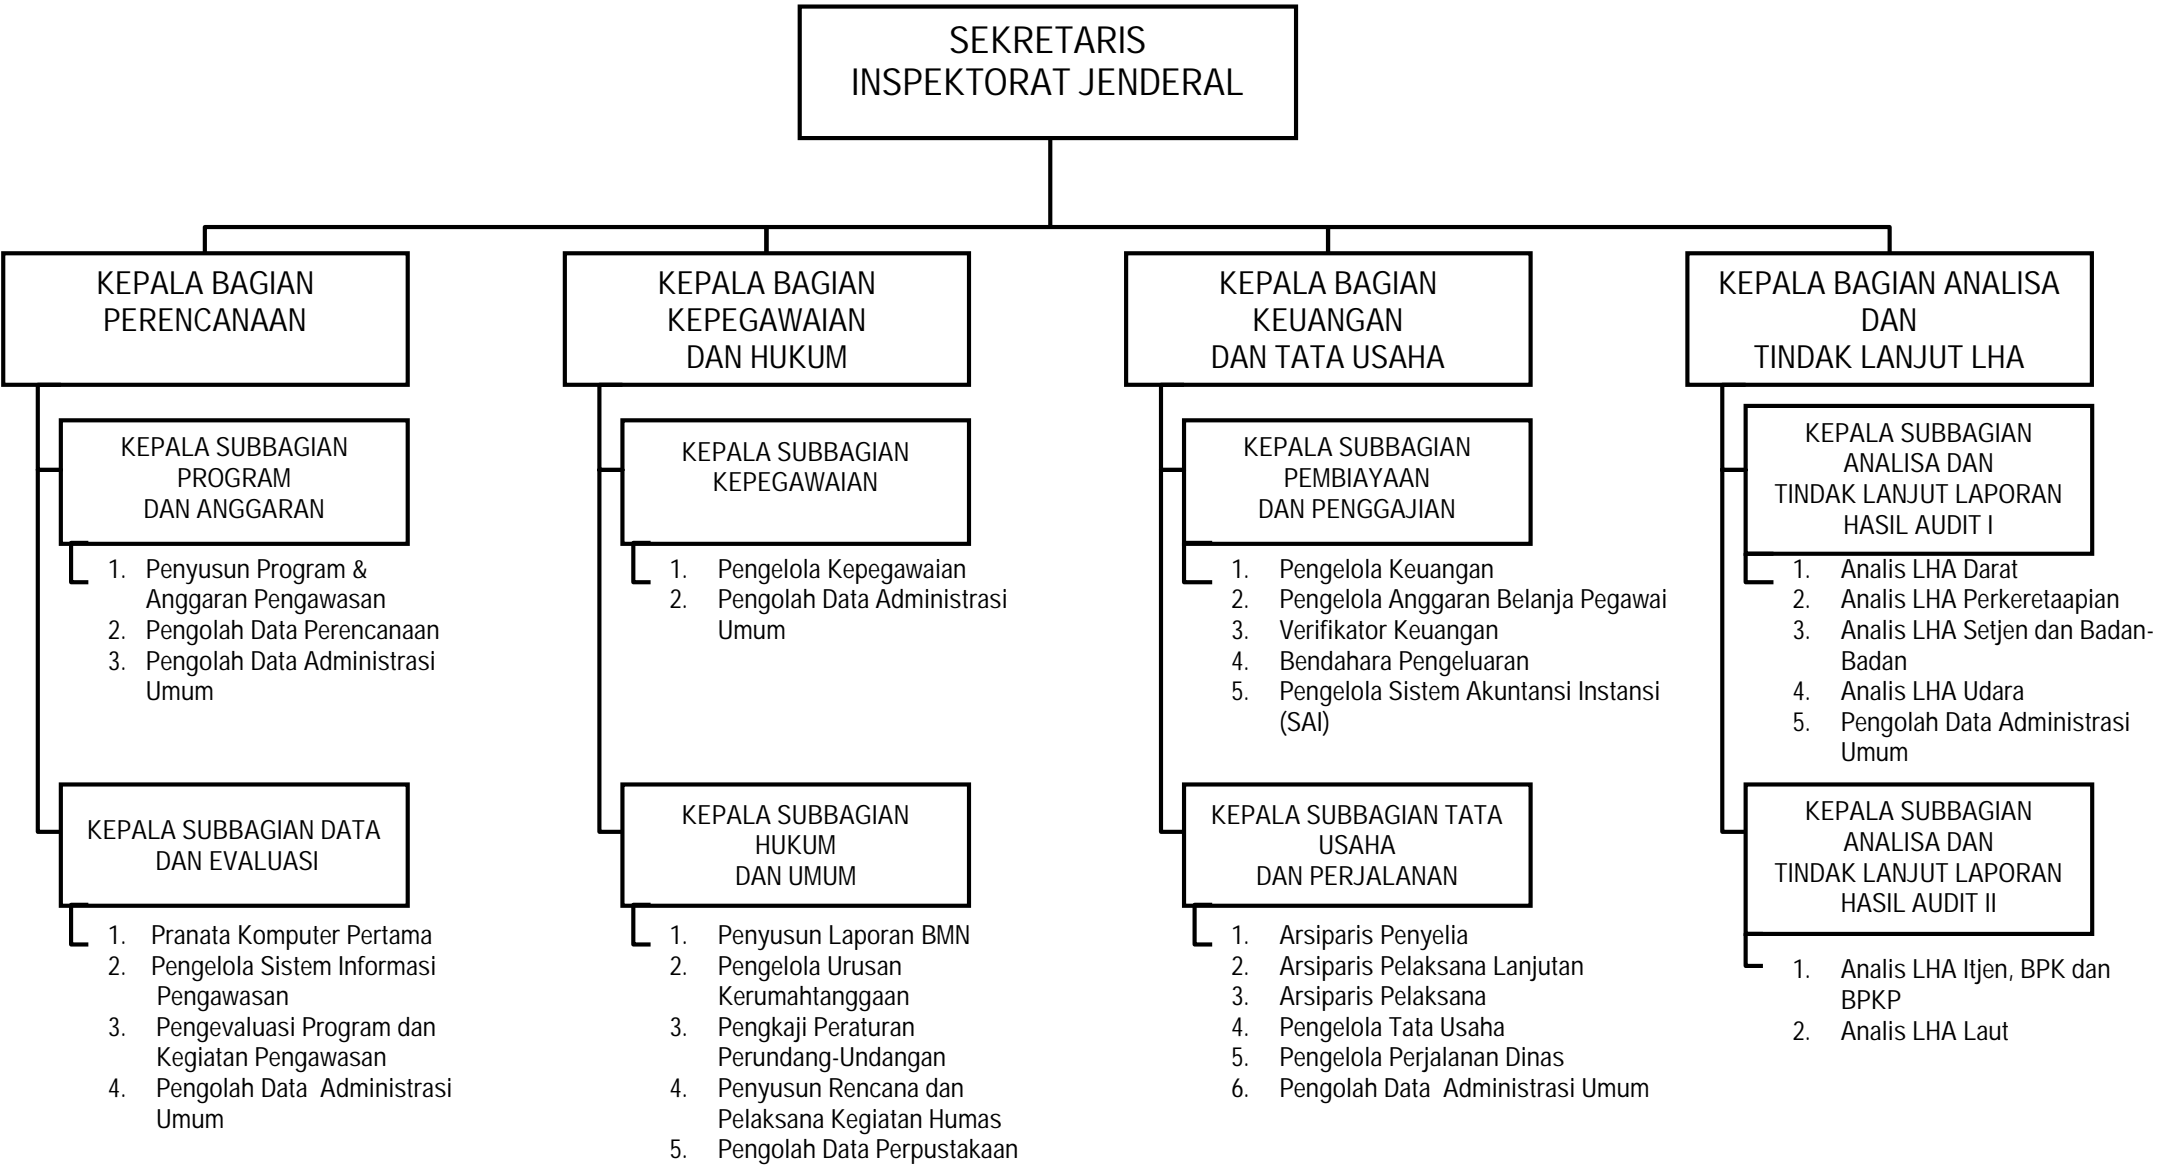 SEKRETARIS
INSPEKTORAT JENDERAL
KEPALA BAGIAN
PERENCANAAN
KEPALA SUBBAGIAN
PROGRAM
DAN ANGGARAN
1. Penyusun Program &
Anggaran Pengawasan
2. Pengolah Data Perencanaan
3. Pengolah Data Administrasi
Umum
KEPALA SUBBAGIAN DATA
DAN EVALUASI
1. Pranata Komputer Pertama
2. Pengelola Sistem Informasi
Pengawasan
3. Pengevaluasi Program dan
Kegiatan Pengawasan
4. Pengolah Data Administrasi
Umum
KEPALA BAGIAN
KEPEGAWAIAN
DAN HUKUM
KEPALA SUBBAGIAN
KEPEGAWAIAN
1. Pengelola Kepegawaian
2. Pengolah Data Administrasi
Umum
KEPALA SUBBAGIAN
HUKUM
DAN UMUM
1. Penyusun Laporan BMN
2. Pengelola Urusan
Kerumahtanggaan
3. Pengkaji Peraturan
Perundang-Undangan
4. Penyusun Rencana dan
Pelaksana Kegiatan Humas
5. Pengolah Data Perpustakaan
KEPALA BAGIAN
KEUANGAN
DAN TATA USAHA
KEPALA SUBBAGIAN
PEMBIAYAAN
DAN PENGGAJIAN
1. Pengelola Keuangan
2. Pengelola Anggaran Belanja Pegawai
3. Verifikator Keuangan
4. Bendahara Pengeluaran
5. Pengelola Sistem Akuntansi Instansi
(SAI)
KEPALA SUBBAGIAN TATA
USAHA
DAN PERJALANAN
1. Arsiparis Penyelia
2. Arsiparis Pelaksana Lanjutan
3. Arsiparis Pelaksana
4. Pengelola Tata Usaha
5. Pengelola Perjalanan Dinas
6. Pengolah Data Administrasi Umum
KEPALA BAGIAN ANALISA
DAN
TINDAK LANJUT LHA
KEPALA SUBBAGIAN
ANALISA DAN
TINDAK LANJUT LAPORAN
HASIL AUDIT I
1. Analis LHA Darat
2. Analis LHA Perkeretaapian
3. Analis LHA Setjen dan Badan-
Badan
4. Analis LHA Udara
5. Pengolah Data Administrasi
Umum
KEPALA SUBBAGIAN
ANALISA DAN
TINDAK LANJUT LAPORAN
HASIL AUDIT II
1. Analis LHA Itjen, BPK dan
BPKP
2. Analis LHA Laut